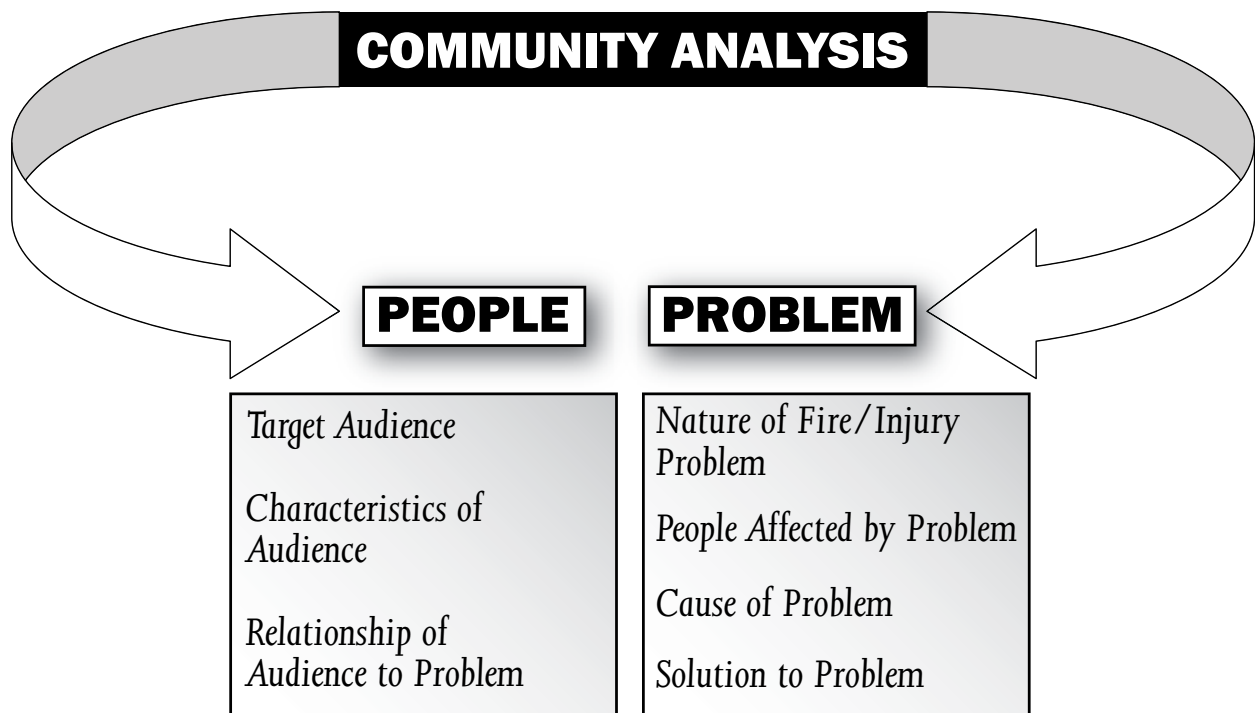 COMMUNITY ANALYSIS
PEOPLE
PROBLEM
Target Audience
Characteristics of
Audience
Relationship of
Audience to Problem
Nature of Fire/Injury
Problem
People Affected by Problem
Cause of Problem
Solution to Problem